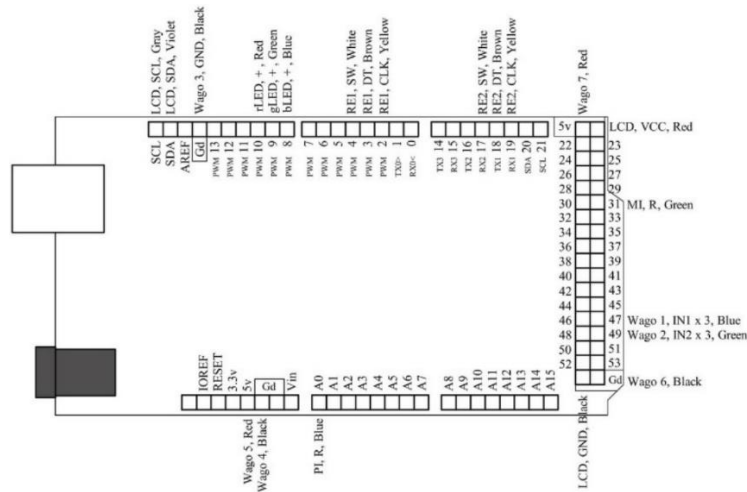 LCD, SCL, Gray
LCD, SDA, Violet
Wago 3, GND, Black
rLED, +, Red
gLED, +, Green
bLED, +, Blue
RE1, SW, White
RE1, DT, Brown
RE1, CLK, Yellow
RE2, SW, White
RE2, DT, Brown
RE2, CLK, Yellow
Wago 7, Red
SCL
SDA
AREF
Gd
13 PWM
12 PWM
11 PWM
10 PWM
9 PWM
8 PWM
7 PWM
6 PWM
5 PWM
4 PWM
3 PWM
2 PWM
1 TX0>
0 RX0<
14 TX3
15 RX3
16 TX2
17 RX2
18 TX1
19 RX1
20 SDA
21 SCL
5v LCD, VCC, Red
22 23
24 25
26 27
28 29
30 31 MI, R, Green
32 33
34 35
36 37
38 39
40 41
42 43
44 45
46 47 Wago 1, IN1 x 3, Blue
48 49 Wago 2, IN2 x 3, Green
50 51
52 53
Gd Wago 6, Black
IOREF
RESET
3.3v
5v
Gd
Vin
A0
A1
A2
A3
A4
A5
A6
A7
A8
A9
A10
A11
A12
A13
A14
A15
Wago 5, Red
Wago 4, Black
PI, R, Blue
LCD, GND, Black